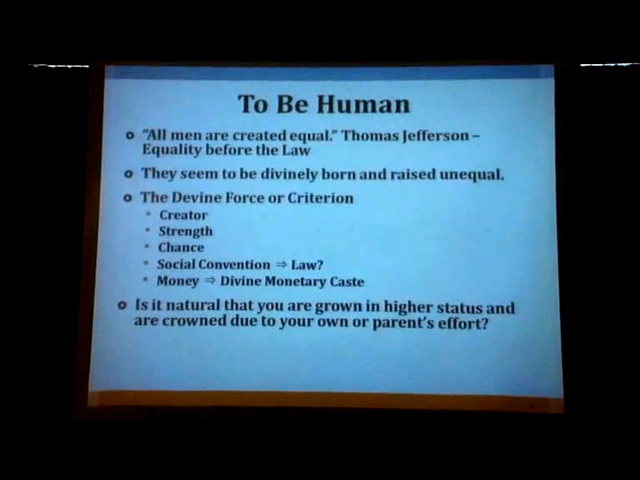 To Be Human
“All men are created equal.” Thomas Jefferson –
Equality before the Law
They seem to be divinely born and raised unequal.
The Devine Force or Criterion
Creator
Strength
Chance
Social Convention ⇒ Law?
Money ⇒ Divine Monetary Caste
Is it natural that you are grown in higher status and
are crowned due to your own or parent's effort?